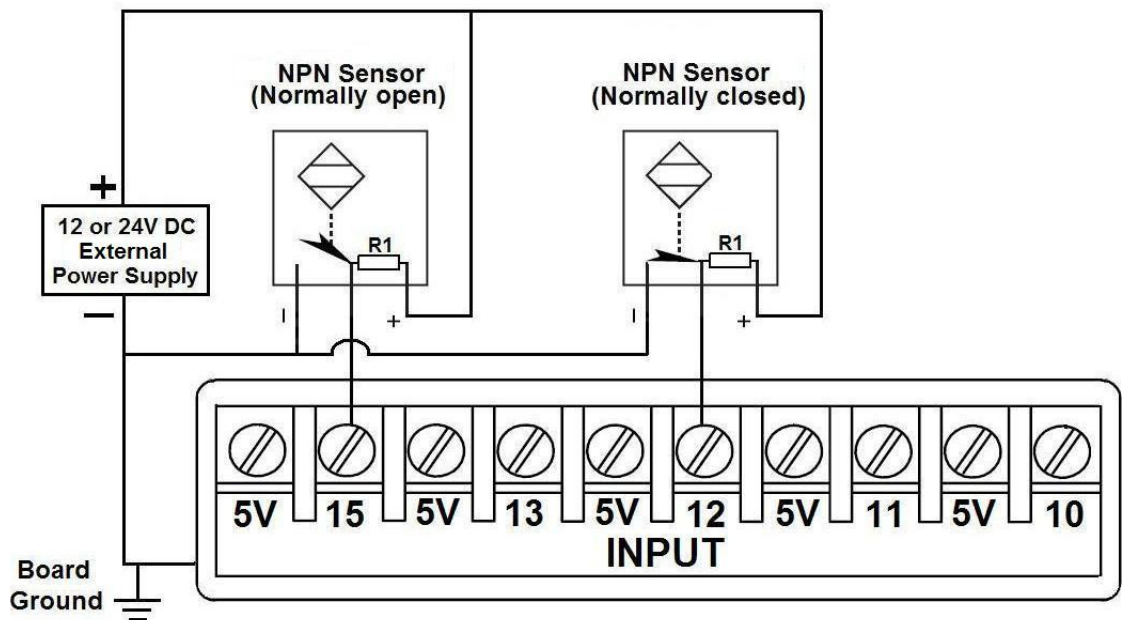 NPN Sensor
(Normally open)
NPN Sensor
(Normally closed)
R1
R1
+
12 or 24V DC
External
Power Supply
–
–
+
–
+
5V 15 5V 13 5V 12 5V 11 5V 10
INPUT
Board
Ground